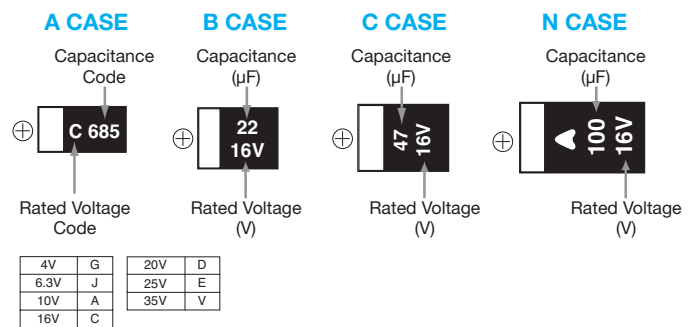 A CASE
B CASE
C CASE
N CASE
Capacitance
Code
Capacitance
(µF)
Capacitance
(µF)
Capacitance
(µF)
C 685
22
16V
47
16V
100
16V
Rated Voltage
Code
Rated Voltage
(V)
Rated Voltage
(V)
Rated Voltage
(V)
4V G
6.3V J
10V A
16V C
20V D
25V E
35V V